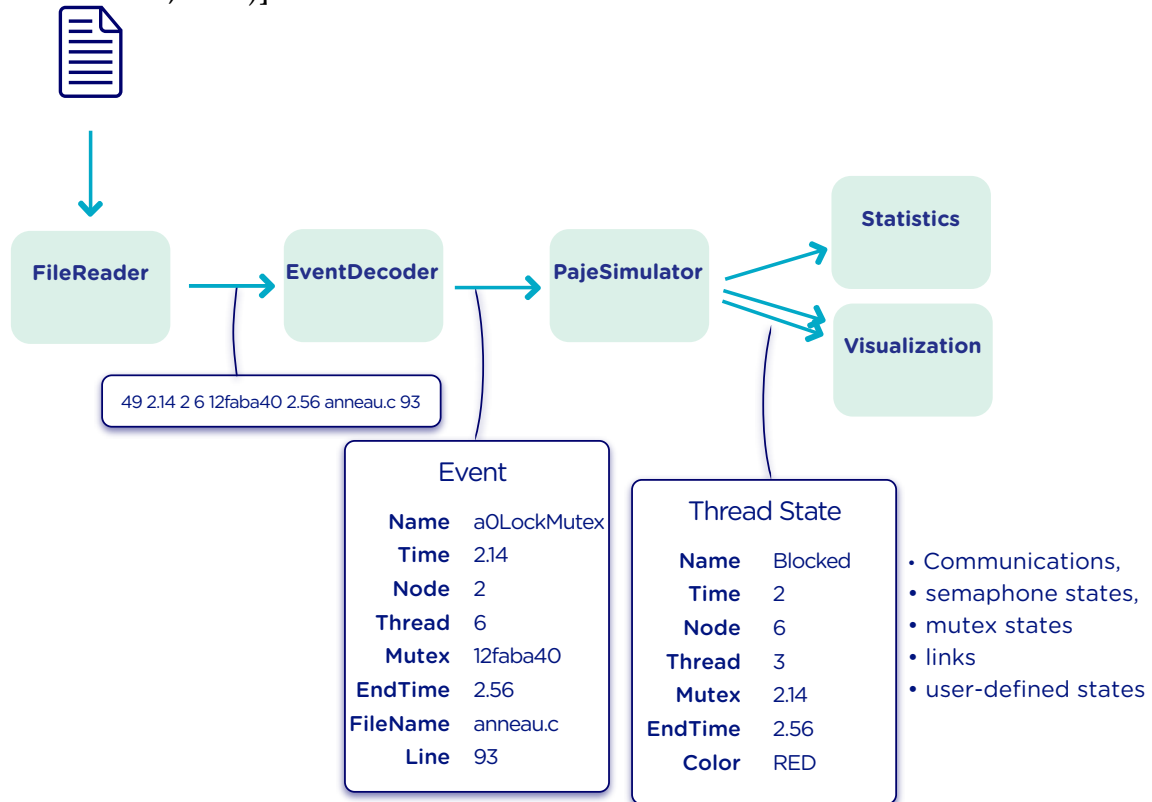 FileReader
EventDecoder
PajeSimulator
Statistics
Visualization
49 2.14 2 6 12faba40 2.56 anneau.c 93
Event
Name a0LockMutex
Time 2.14
Node 2
Thread 6
Mutex 12faba40
EndTime 2.56
FileName anneau.c
Line 93
Thread State
Name Blocked
Time 2
Node 6
Thread 3
Mutex 2.14
EndTime 2.56
Color RED
• Communications,
• semaphone states,
• mutex states
• links
• user-defined states